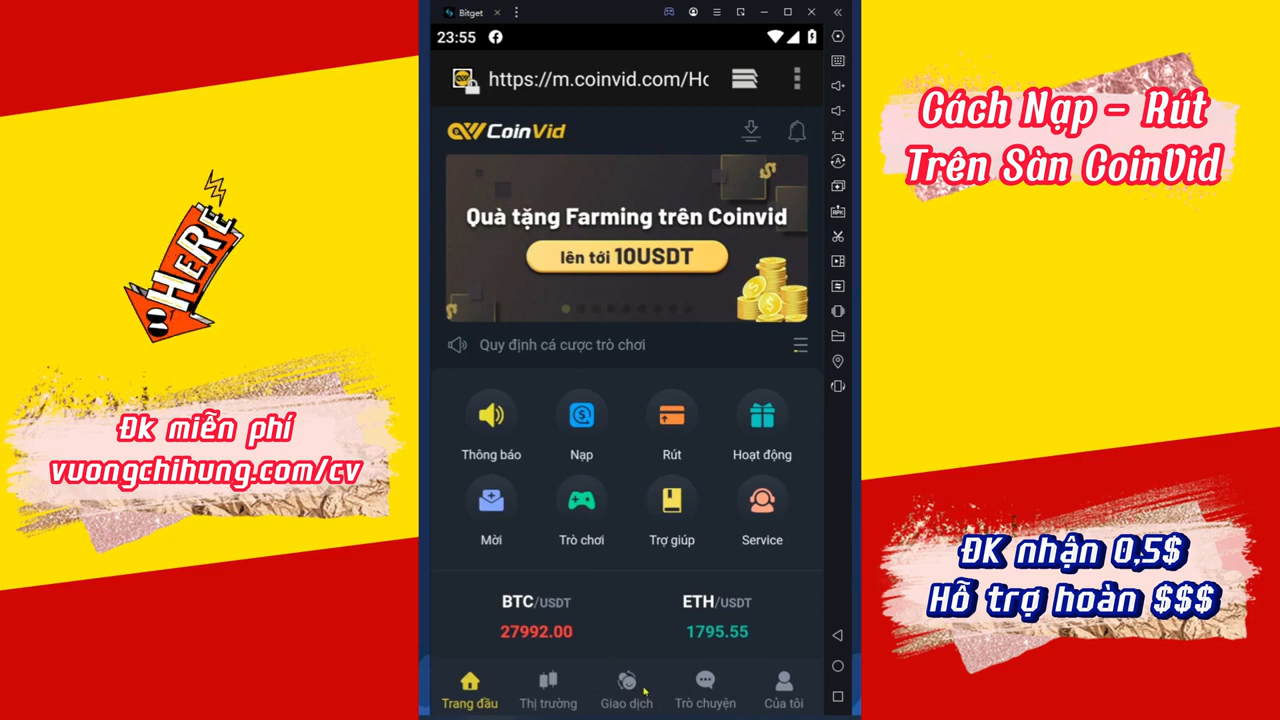 HERE
Đk miễn phí
vuongchihung.com/cv
Bitget
23:55
https://m.coinvid.com/Hc
CoinVid
Quà tặng Farming trên Coinvid
lên tới 10USDT
Quy định cá cược trò chơi
Thông báo
Nạp
Rút
Hoạt động
Mời
Trò chơi
Trợ giúp
Service
BTC/USDT
ETH/USDT
27992.00
1795.55
Trang đầu
Thị trường
Giao dịch
Trò chuyện
Của tôi
Cách Nạp - Rút
Trên Sàn CoinVid
ĐK nhận 0,5$
Hỗ trợ hoàn $$$